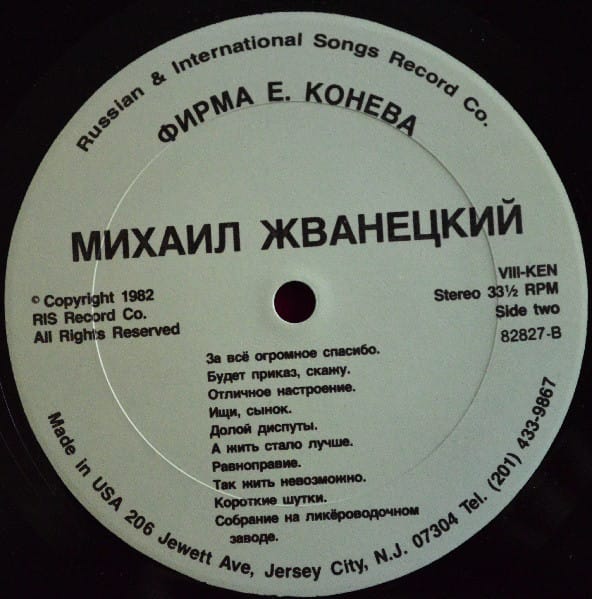 Russian & International Songs Record Co.
ФИРМА Е. КОНЕВА
МИХАИЛ ЖВАНЕЦКИЙ
© Copyright 1982
RIS Record Co.
All Rights Reserved
VIII-KEN
Stereo 33⅓ RPM
Side two
82827-B
За всё огромное спасибо.
Будет приказ, скажу.
Отличное настроение.
Ищи, сынок.
Долой диспуты.
А жить стало лучше.
Равноправие.
Так жить невозможно.
Короткие шутки.
Собрание на ликёроводочном
заводе.
Made in USA 206 Jewett Ave, Jersey City, N.J. 07304 Tel. (201) 433-9867